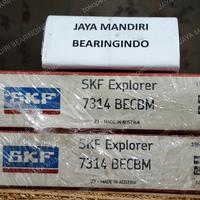 JAYA MANDIRI
BEARINGINDO
SKF
SKF Explorer
7314 BECBM
MADE IN AUSTRIA
SKF
SKF Explorer
7314 BECBM
MADE IN AUSTRIA